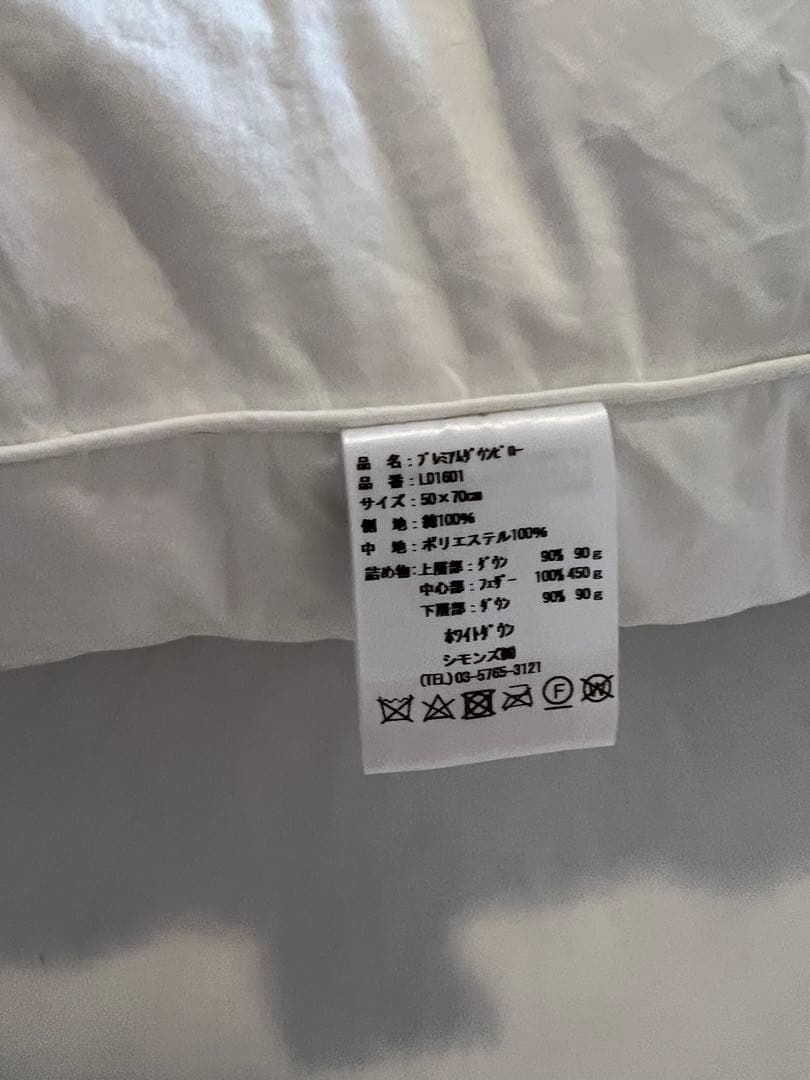 品 名：ﾌﾟﾚﾐｱﾑﾀﾞｳﾝﾋﾟﾛｰ
品 番：LD1601
サイズ：50×70㎝
側 地：綿100%
中 地：ポリエステル100%
詰め物：上層部：ﾀﾞｳﾝ 90% 90g
中心部：ﾌｪｻﾞｰ 100% 450g
下層部：ﾀﾞｳﾝ 90% 90g
ﾎﾜｲﾄﾀﾞｳﾝ
シモンズ㈱
(TEL) 03-5765-3121
F W